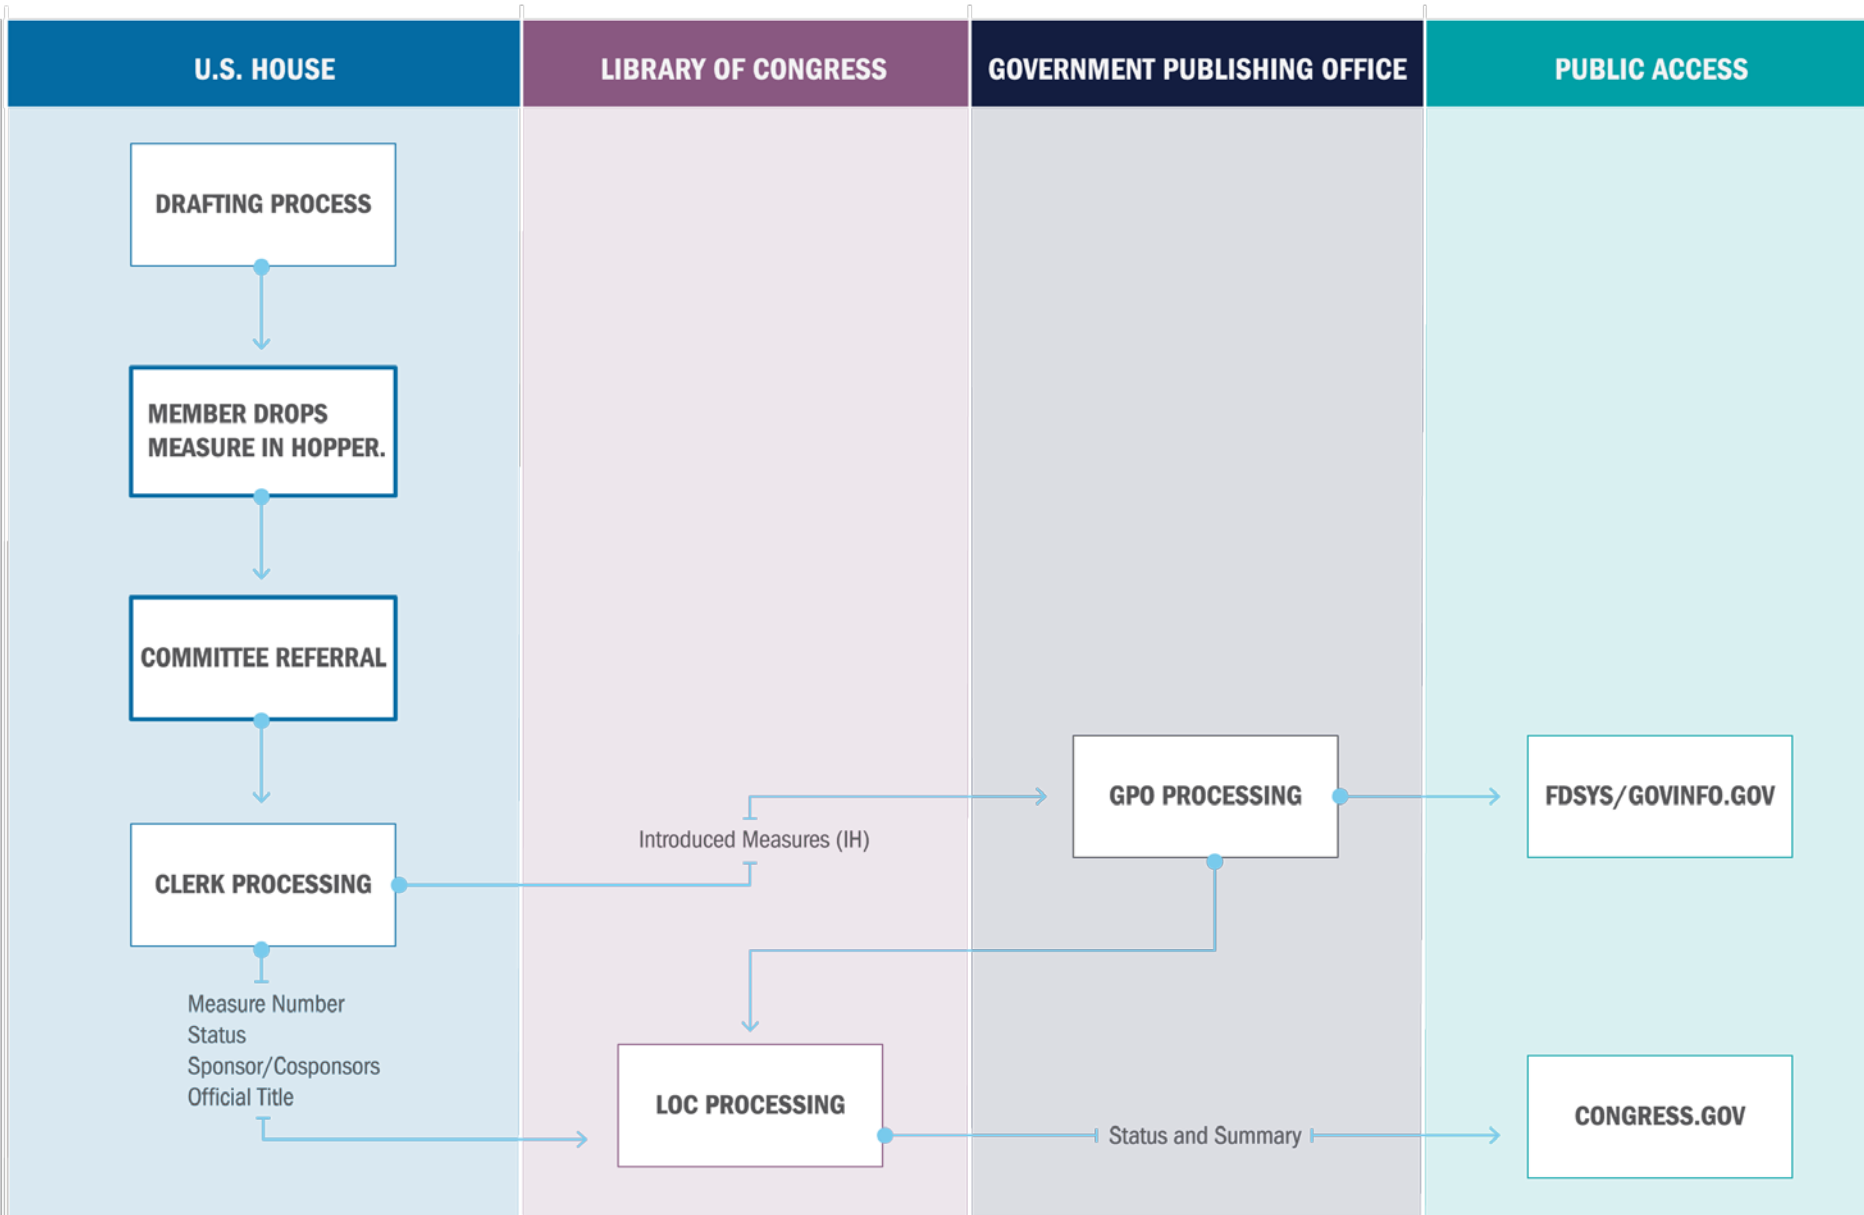 U.S. HOUSE
LIBRARY OF CONGRESS
GOVERNMENT PUBLISHING OFFICE
PUBLIC ACCESS
DRAFTING PROCESS
MEMBER DROPS
MEASURE IN HOPPER.
COMMITTEE REFERRAL
GPO PROCESSING
FDSYS/GOVINFO.GOV
Introduced Measures (IH)
CLERK PROCESSING
Measure Number
Status
Sponsor/Cosponsors
Official Title
LOC PROCESSING
Status and Summary
CONGRESS.GOV